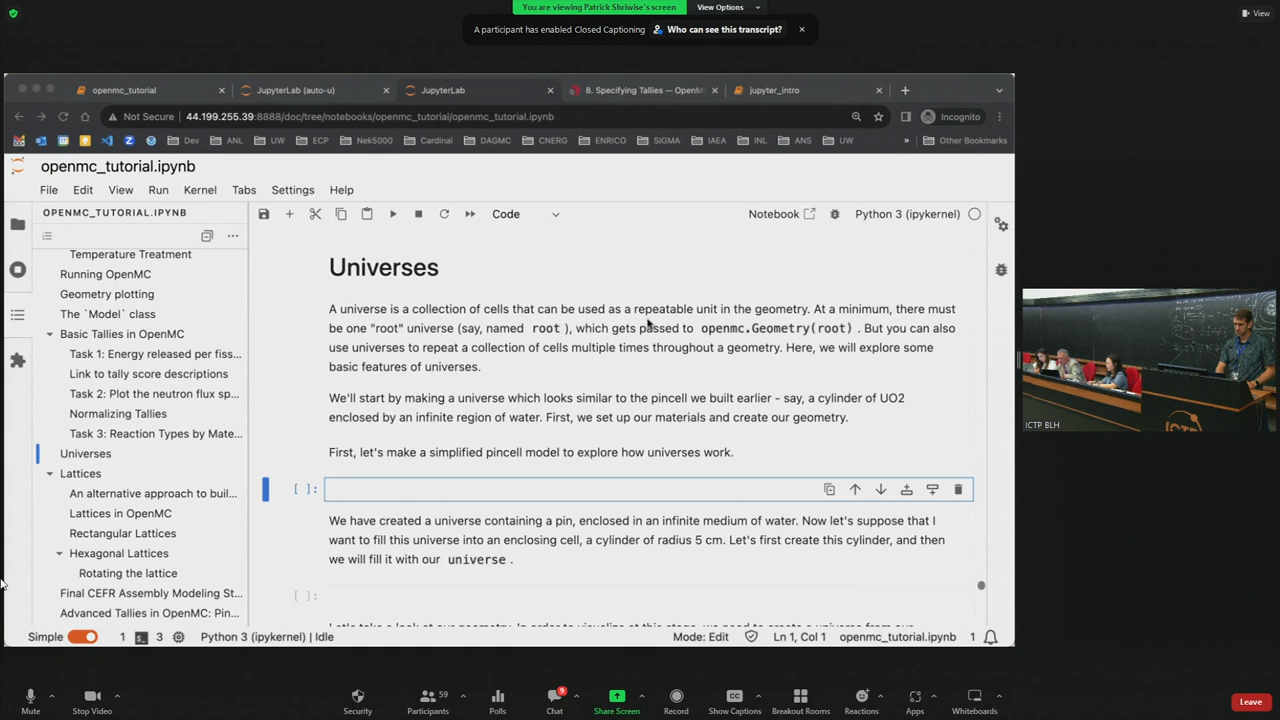 You are viewing Patrick Shriwise's screen
View Options
View
A participant has enabled Closed Captioning
Who can see this transcript?
openmc_tutorial
JupyterLab (auto-u)
JupyterLab
8. Specifying Tallies — OpenM
jupyter_intro
Not Secure
44.199.255.39:8888/doc/tree/notebooks/openmc_tutorial/openmc_tutorial.ipynb
Incognito
Dev
ANL
UW
ECP
Nek5000
Cardinal
DAGMC
CNERG
ENRICO
SIGMA
IAEA
INL
ANS
UW
»
Other Bookmarks
openmc_tutorial.ipynb
File Edit View Run Kernel Tabs Settings Help
OPENMC_TUTORIAL.IPYNB
Code
Notebook
Python 3 (ipykernel)
Temperature Treatment
Running OpenMC
Geometry plotting
The `Model` class
Basic Tallies in OpenMC
Task 1: Energy released per fiss...
Link to tally score descriptions
Task 2: Plot the neutron flux sp...
Normalizing Tallies
Task 3: Reaction Types by Mate...
Universes
Lattices
An alternative approach to buil...
Lattices in OpenMC
Rectangular Lattices
Hexagonal Lattices
Rotating the lattice
Final CEFR Assembly Modeling St...
Advanced Tallies in OpenMC: Pin...
Universes
A universe is a collection of cells that can be used as a repeatable unit in the geometry. At a minimum, there must
be one "root" universe (say, named root ), which gets passed to openmc.Geometry(root) . But you can also
use universes to repeat a collection of cells multiple times throughout a geometry. Here, we will explore some
basic features of universes.
We'll start by making a universe which looks similar to the pincell we built earlier - say, a cylinder of UO2
enclosed by an infinite region of water. First, we set up our materials and create our geometry.
First, let's make a simplified pincell model to explore how universes work.
[ ]:
We have created a universe containing a pin, enclosed in an infinite medium of water. Now let's suppose that I
want to fill this universe into an enclosing cell, a cylinder of radius 5 cm. Let's first create this cylinder, and then
we will fill it with our universe .
[ ]:
Simple
1
3
Python 3 (ipykernel) | Idle
Mode: Edit
Ln 1, Col 1
openmc_tutorial.ipynb
1
ICTP BLH
Mute
Stop Video
Security
Participants
59
Polls
Chat
9
Share Screen
Record
Show Captions
Breakout Rooms
Reactions
Apps
Whiteboards
Leave